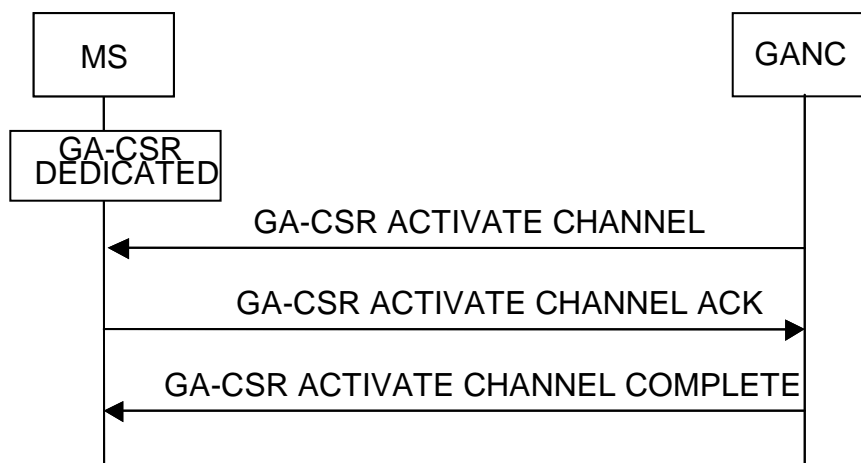 MS
GANC
GA-CSR
DEDICATED
GA-CSR ACTIVATE CHANNEL
GA-CSR ACTIVATE CHANNEL ACK
GA-CSR ACTIVATE CHANNEL COMPLETE